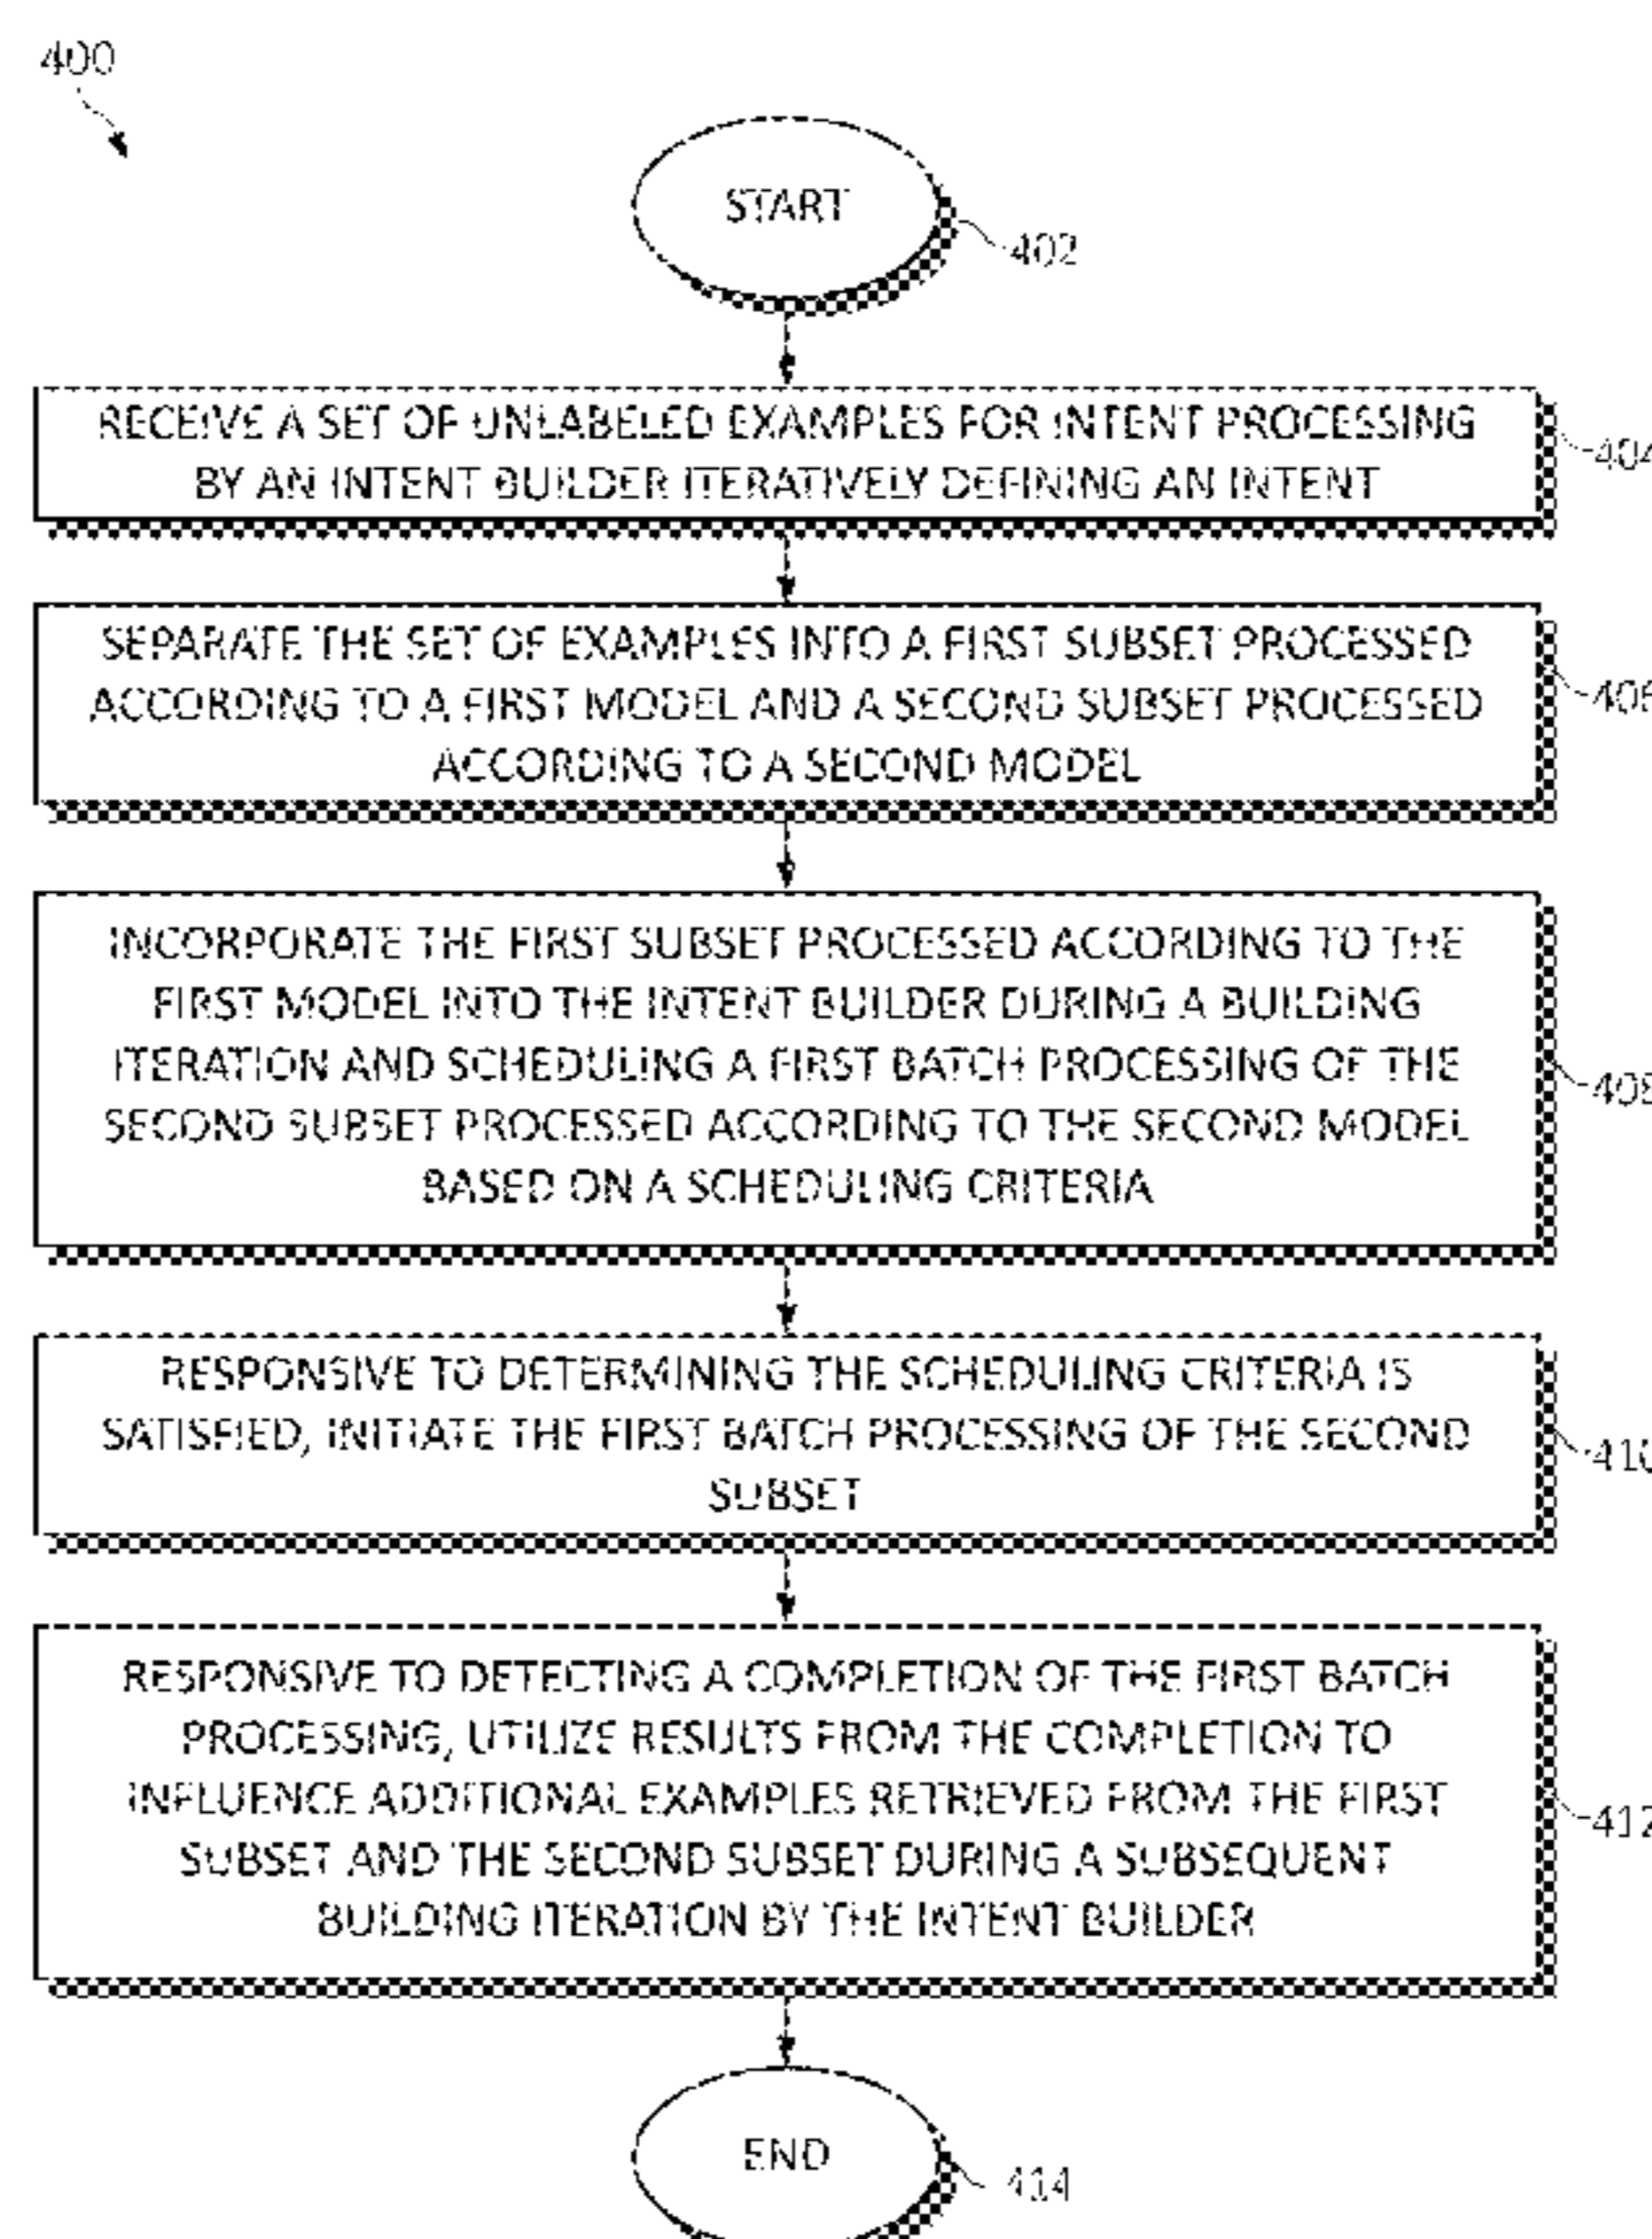 400
START
402
RECEIVE A SET OF UNLABELED EXAMPLES FOR INTENT PROCESSING
BY AN INTENT BUILDER ITERATIVELY DEFINING AN INTENT
404
SEPARATE THE SET OF EXAMPLES INTO A FIRST SUBSET PROCESSED
ACCORDING TO A FIRST MODEL AND A SECOND SUBSET PROCESSED
ACCORDING TO A SECOND MODEL
406
INCORPORATE THE FIRST SUBSET PROCESSED ACCORDING TO THE
FIRST MODEL INTO THE INTENT BUILDER DURING A BUILDING
ITERATION AND SCHEDULING A FIRST BATCH PROCESSING OF THE
SECOND SUBSET PROCESSED ACCORDING TO THE SECOND MODEL
BASED ON A SCHEDULING CRITERIA
408
RESPONSIVE TO DETERMINING THE SCHEDULING CRITERIA IS
SATISFIED, INITIATE THE FIRST BATCH PROCESSING OF THE SECOND
SUBSET
410
RESPONSIVE TO DETECTING A COMPLETION OF THE FIRST BATCH
PROCESSING, UTILIZE RESULTS FROM THE COMPLETION TO
INFLUENCE ADDITIONAL EXAMPLES RETRIEVED FROM THE FIRST
SUBSET AND THE SECOND SUBSET DURING A SUBSEQUENT
BUILDING ITERATION BY THE INTENT BUILDER
412
END
414